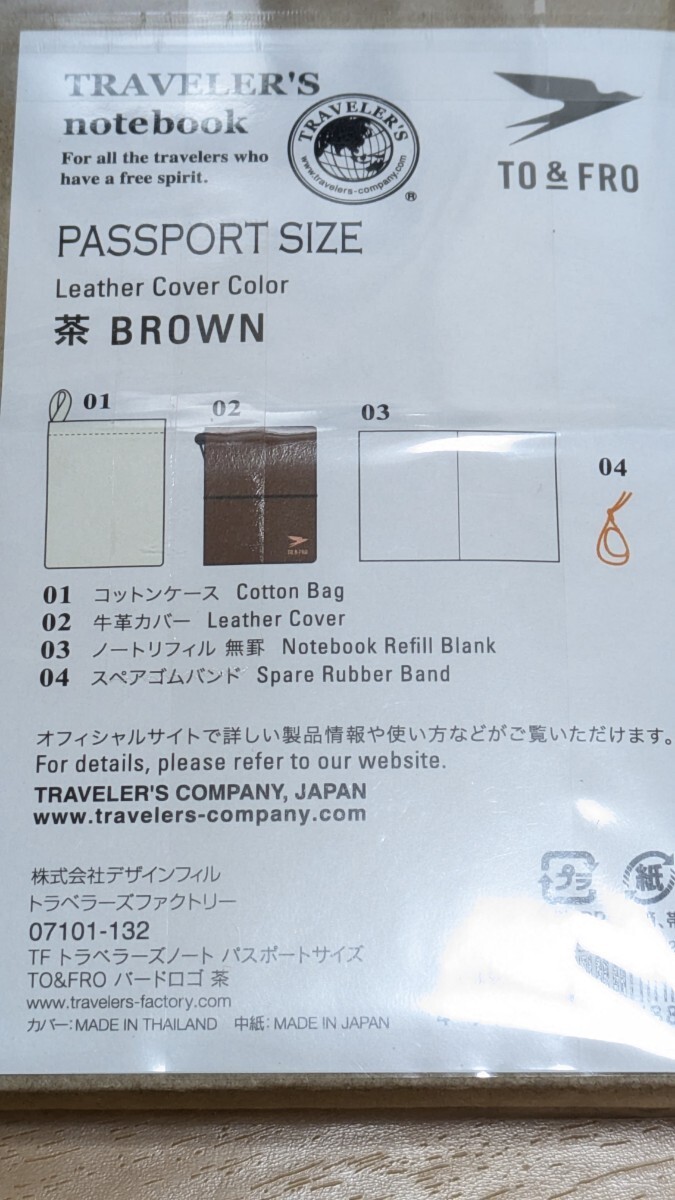 TRAVELER'S
notebook
For all the travelers who
have a free spirit.
TRAVELER'S
www.travelers-company.com
®
TO & FRO
PASSPORT SIZE
Leather Cover Color
茶 BROWN
01
02
03
04
TO & FRO
01 コットンケース Cotton Bag
02 牛革カバー Leather Cover
03 ノートリフィル 無罫 Notebook Refill Blank
04 スペアゴムバンド Spare Rubber Band
オフィシャルサイトで詳しい製品情報や使い方などがご覧いただけます。
For details, please refer to our website.
TRAVELER'S COMPANY, JAPAN
www.travelers-company.com
プラ
紙
株式会社デザインフィル
トラベラーズファクトリー
07101-132
TF トラベラーズノート パスポートサイズ
TO&FRO バードロゴ 茶
www.travelers-factory.com
カバー:MADE IN THAILAND 中紙:MADE IN JAPAN